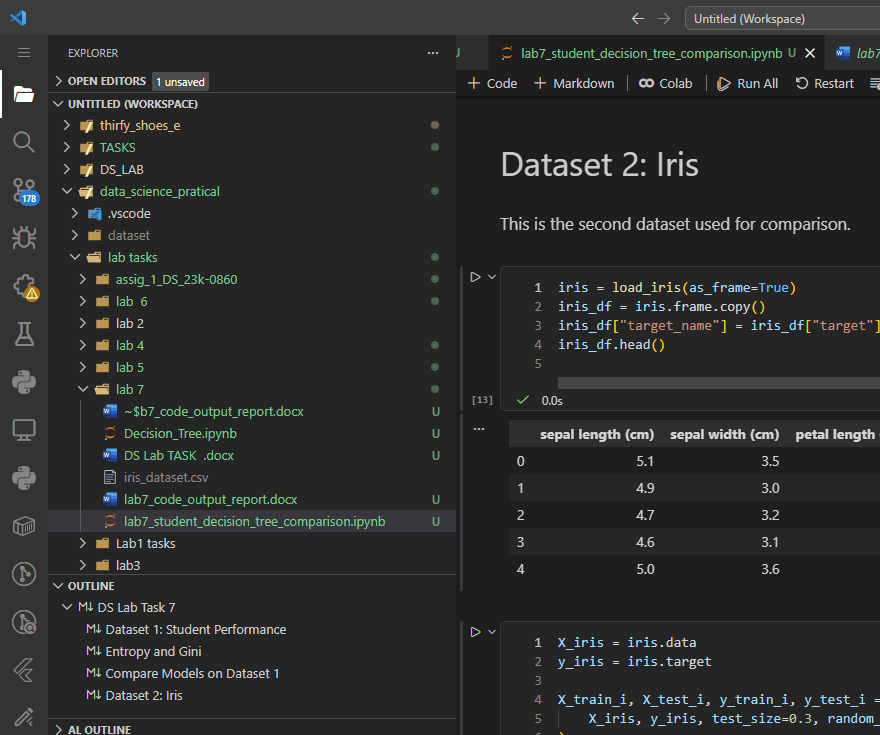 Untitled (Workspace)
EXPLORER
OPEN EDITORS 1 unsaved
UNTITLED (WORKSPACE)
thirfy_shoes_e
TASKS
DS_LAB
data_science_pratical
.vscode
dataset
lab tasks
assig_1_DS_23k-0860
lab 6
lab 2
lab 4
lab 5
lab 7
~$b7_code_output_report.docx U
Decision_Tree.ipynb U
DS Lab TASK .docx U
iris_dataset.csv
lab7_code_output_report.docx U
lab7_student_decision_tree_comparison.ipynb U
Lab1 tasks
lab3
OUTLINE
DS Lab Task 7
Dataset 1: Student Performance
Entropy and Gini
Compare Models on Dataset 1
Dataset 2: Iris
178
U lab7_student_decision_tree_comparison.ipynb U lab7
Code Markdown Colab Run All Restart
Dataset 2: Iris
This is the second dataset used for comparison.
1 iris = load_iris(as_frame=True)
2 iris_df = iris.frame.copy()
3 iris_df["target_name"] = iris_df["target"]
4 iris_df.head()
5
[13] 0.0s
sepal length (cm) sepal width (cm) petal length
0 5.1 3.5
1 4.9 3.0
2 4.7 3.2
3 4.6 3.1
4 5.0 3.6
1 X_iris = iris.data
2 y_iris = iris.target
3
4 X_train_i, X_test_i, y_train_i, y_test_i =
5 X_iris, y_iris, test_size=0.3, random_